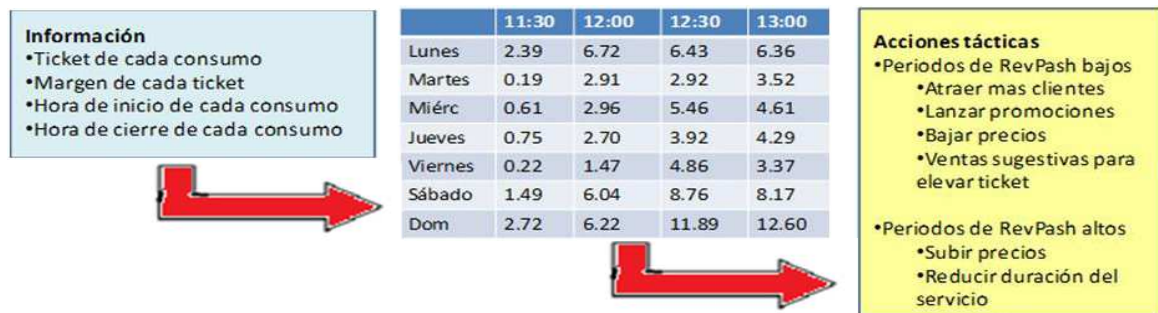 Información
•Ticket de cada consumo
•Margen de cada ticket
•Hora de inicio de cada consumo
•Hora de cierre de cada consumo
11:30 12:00 12:30 13:00
Lunes 2.39 6.72 6.43 6.36
Martes 0.19 2.91 2.92 3.52
Miérc 0.61 2.96 5.46 4.61
Jueves 0.75 2.70 3.92 4.29
Viernes 0.22 1.47 4.86 3.37
Sábado 1.49 6.04 8.76 8.17
Dom 2.72 6.22 11.89 12.60
Acciones tácticas
•Periodos de RevPash bajos
•Atraer mas clientes
•Lanzar promociones
•Bajar precios
•Ventas sugestivas para
elevar ticket
•Periodos de RevPash altos
•Subir precios
•Reducir duración del
servicio